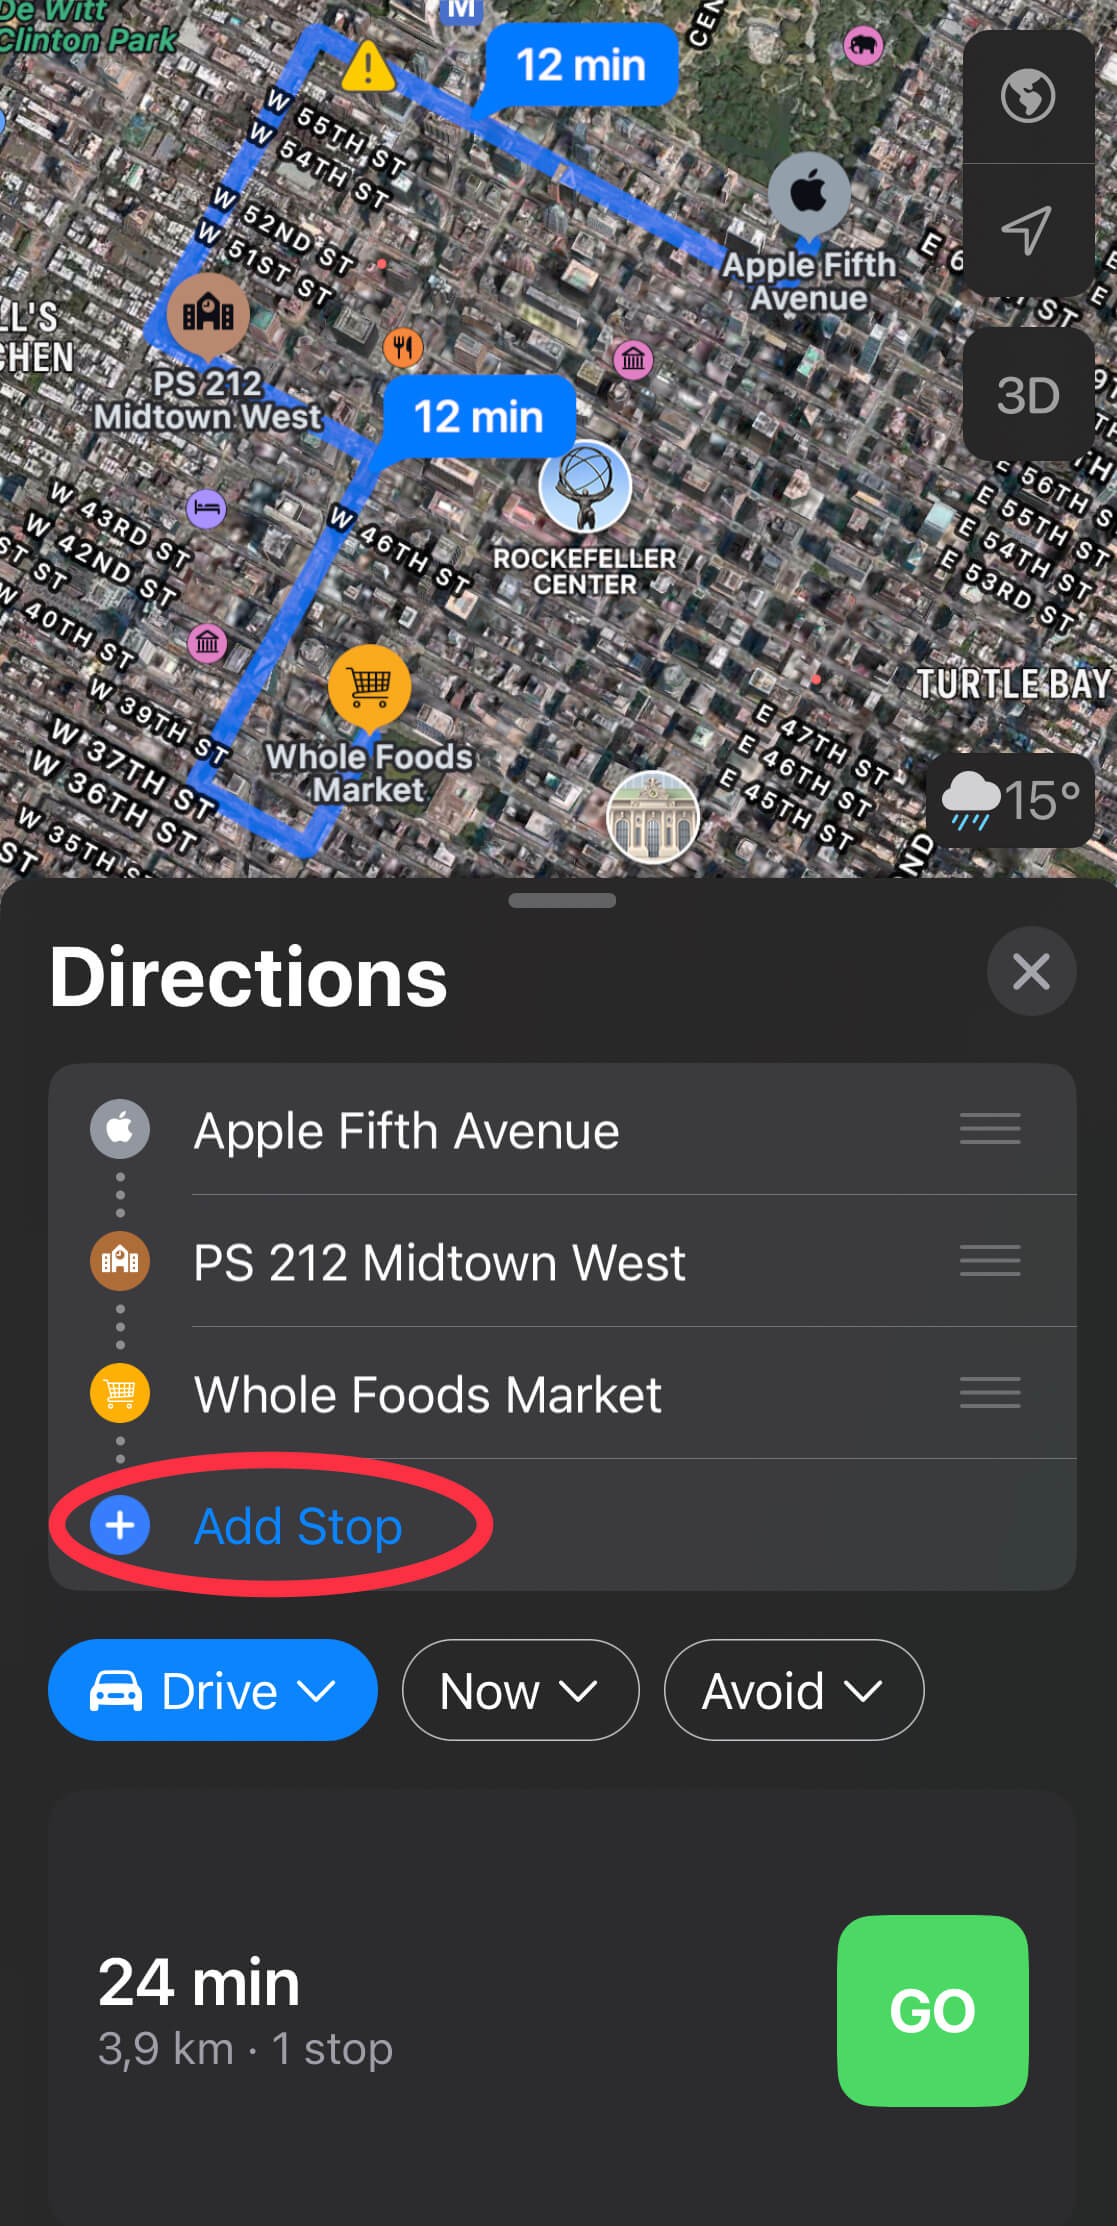 De Witt
Clinton Park
M
12 min
CEN
W 55TH ST
W 54TH ST
W 52ND ST
W 51ST ST
Apple Fifth
Avenue
E 6
ST
E
LL'S
CHEN
PS 212
Midtown West
12 min
3D
W 43RD ST
W 42ND ST
ST ST
W 40TH ST
W 39TH ST
W 37TH ST
W 36TH ST
W 35TH S
ST
W 46TH ST
ROCKEFELLER
CENTER
E 56TH S
E 55TH ST
E 54TH ST
E 53RD ST
TURTLE BAY
Whole Foods
Market
E 47TH ST
E 46TH ST
E 45TH ST
ND
15°
Directions
Apple Fifth Avenue
PS 212 Midtown West
Whole Foods Market
Add Stop
Drive
Now
Avoid
24 min
3,9 km · 1 stop
GO